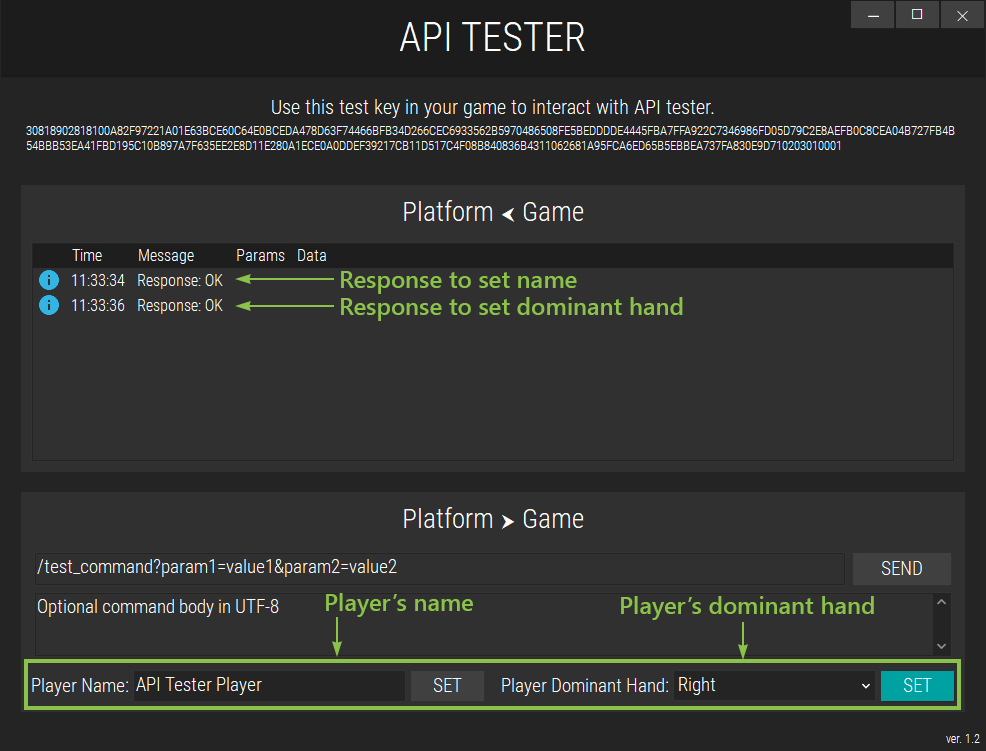 API TESTER
Use this test key in your game to interact with API tester.
30818902818100A82F97221A01E63BCE60C64E0BCEDA478D63F74466BFB34D266CEC6933562B5970486508FE5BEDDDDE4445FBA7FFA922C7346986FD05D79C2E8AEFB0C8CEA04B727FB4B
54BBB53EA41FBD195C10B897A7F635EE2E8D11E280A1ECE0A0DDEF39217CB11D517C4F08B840836B4311062681A95FCA6ED65B5EBBEA737FA830E9D710203010001
Platform < Game
Time Message Params Data
11:33:34 Response: OK Response to set name
11:33:36 Response: OK Response to set dominant hand
Platform > Game
/test_command?param1=value1&param2=value2 SEND
Optional command body in UTF-8
Player's name Player's dominant hand
Player Name: API Tester Player SET Player Dominant Hand: Right SET
ver. 1.2